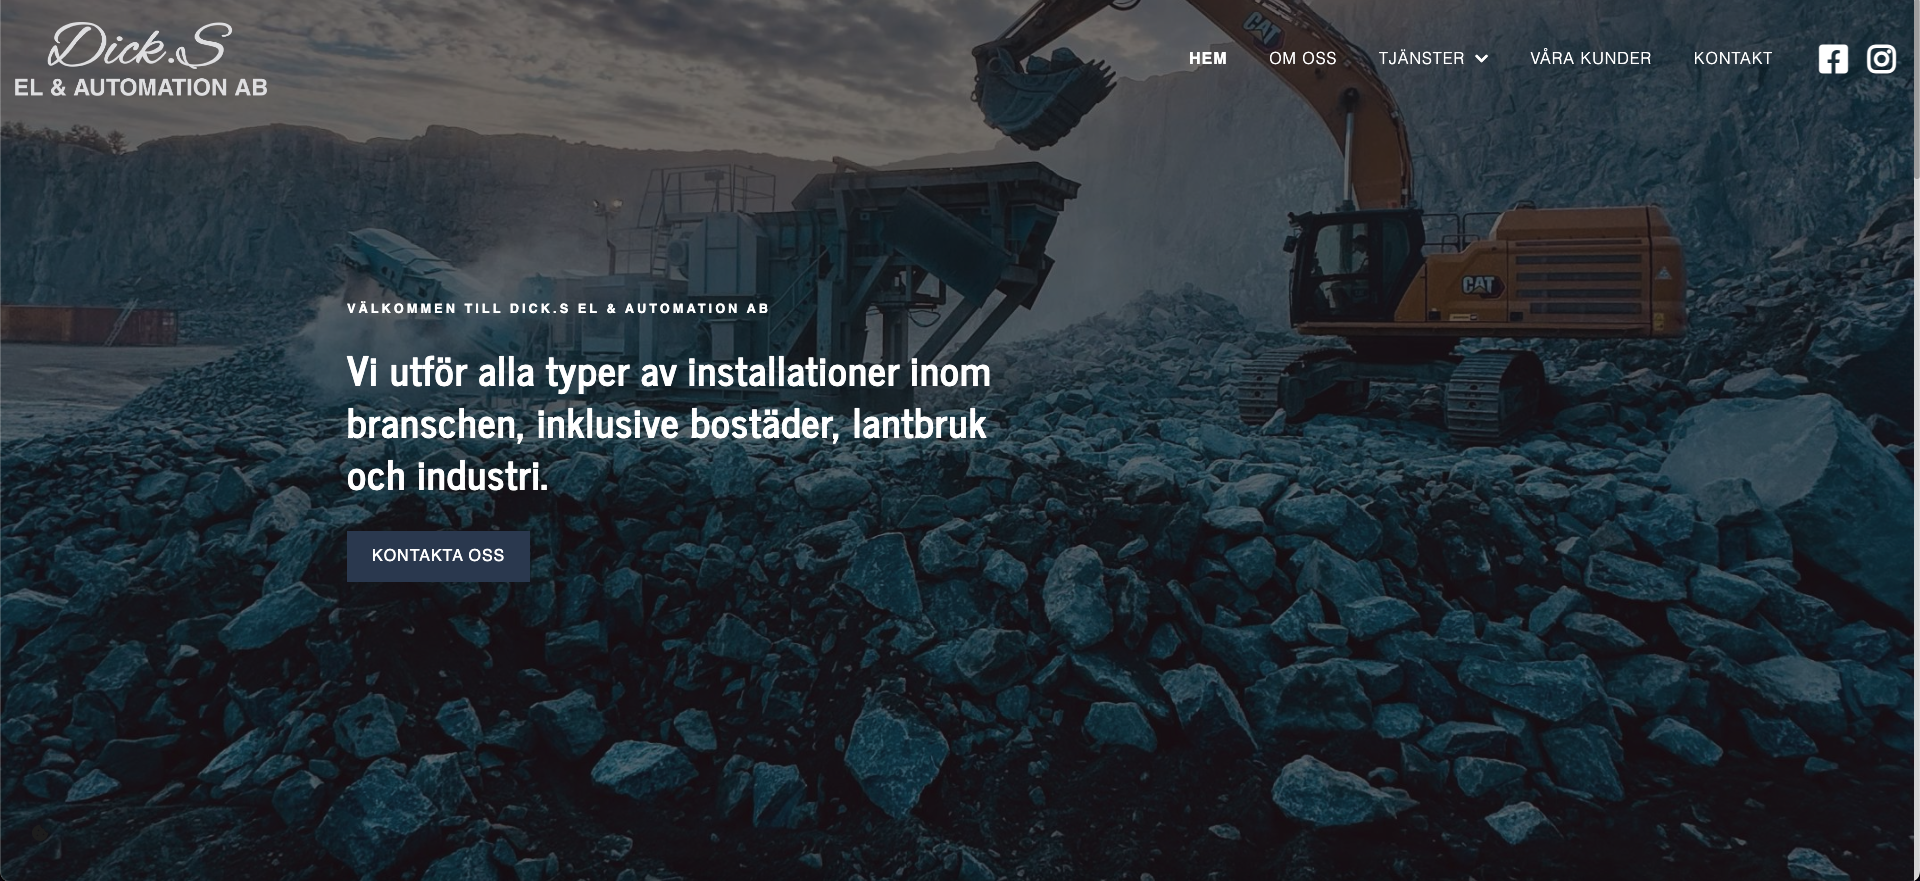 Dick.S
EL & AUTOMATION AB
HEM OM OSS TJÄNSTER VÅRA KUNDER KONTAKT
CAT
CAT
VÄLKOMMEN TILL DICK.S EL & AUTOMATION AB
Vi utför alla typer av installationer inom
branschen, inklusive bostäder, lantbruk
och industri.
KONTAKTA OSS